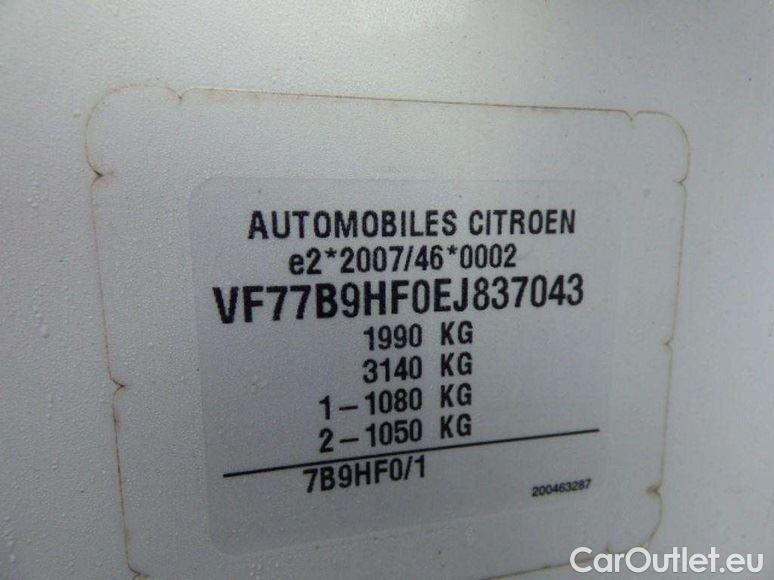 AUTOMOBILES CITROEN
e2*2007/46*0002
VF77B9HF0EJ837043
1990 KG
3140 KG
1-1080 KG
2-1050 KG
7B9HF0/1
200463287
CarOutlet.eu